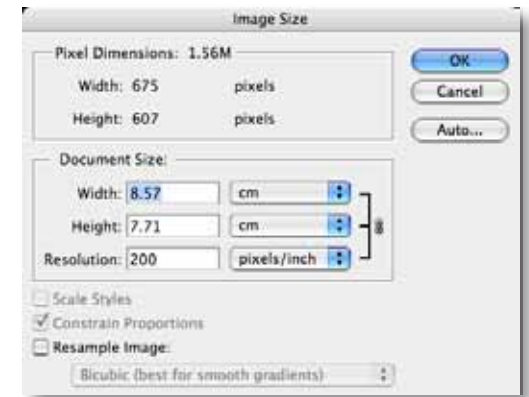 Image Size
Pixel Dimensions: 1.56M
Width: 675 pixels
Height: 607 pixels
OK
Cancel
Auto...
Document Size:
Width: 8.57 cm
Height: 7.71 cm
Resolution: 200 pixels/inch
Scale Styles
Constrain Proportions
Resample Image:
Bicubic (best for smooth gradients)